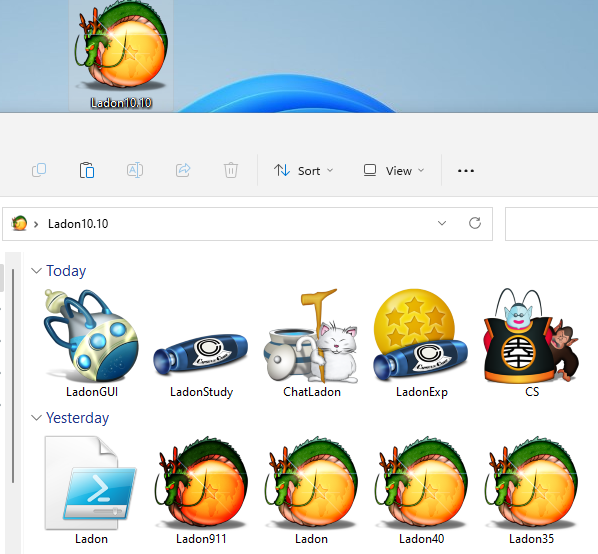 Ladon10.10
Sort
View
Ladon10.10
Today
LadonGUI
LadonStudy
ChatLadon
LadonExp
CS
Yesterday
Ladon
Ladon911
Ladon
Ladon40
Ladon35